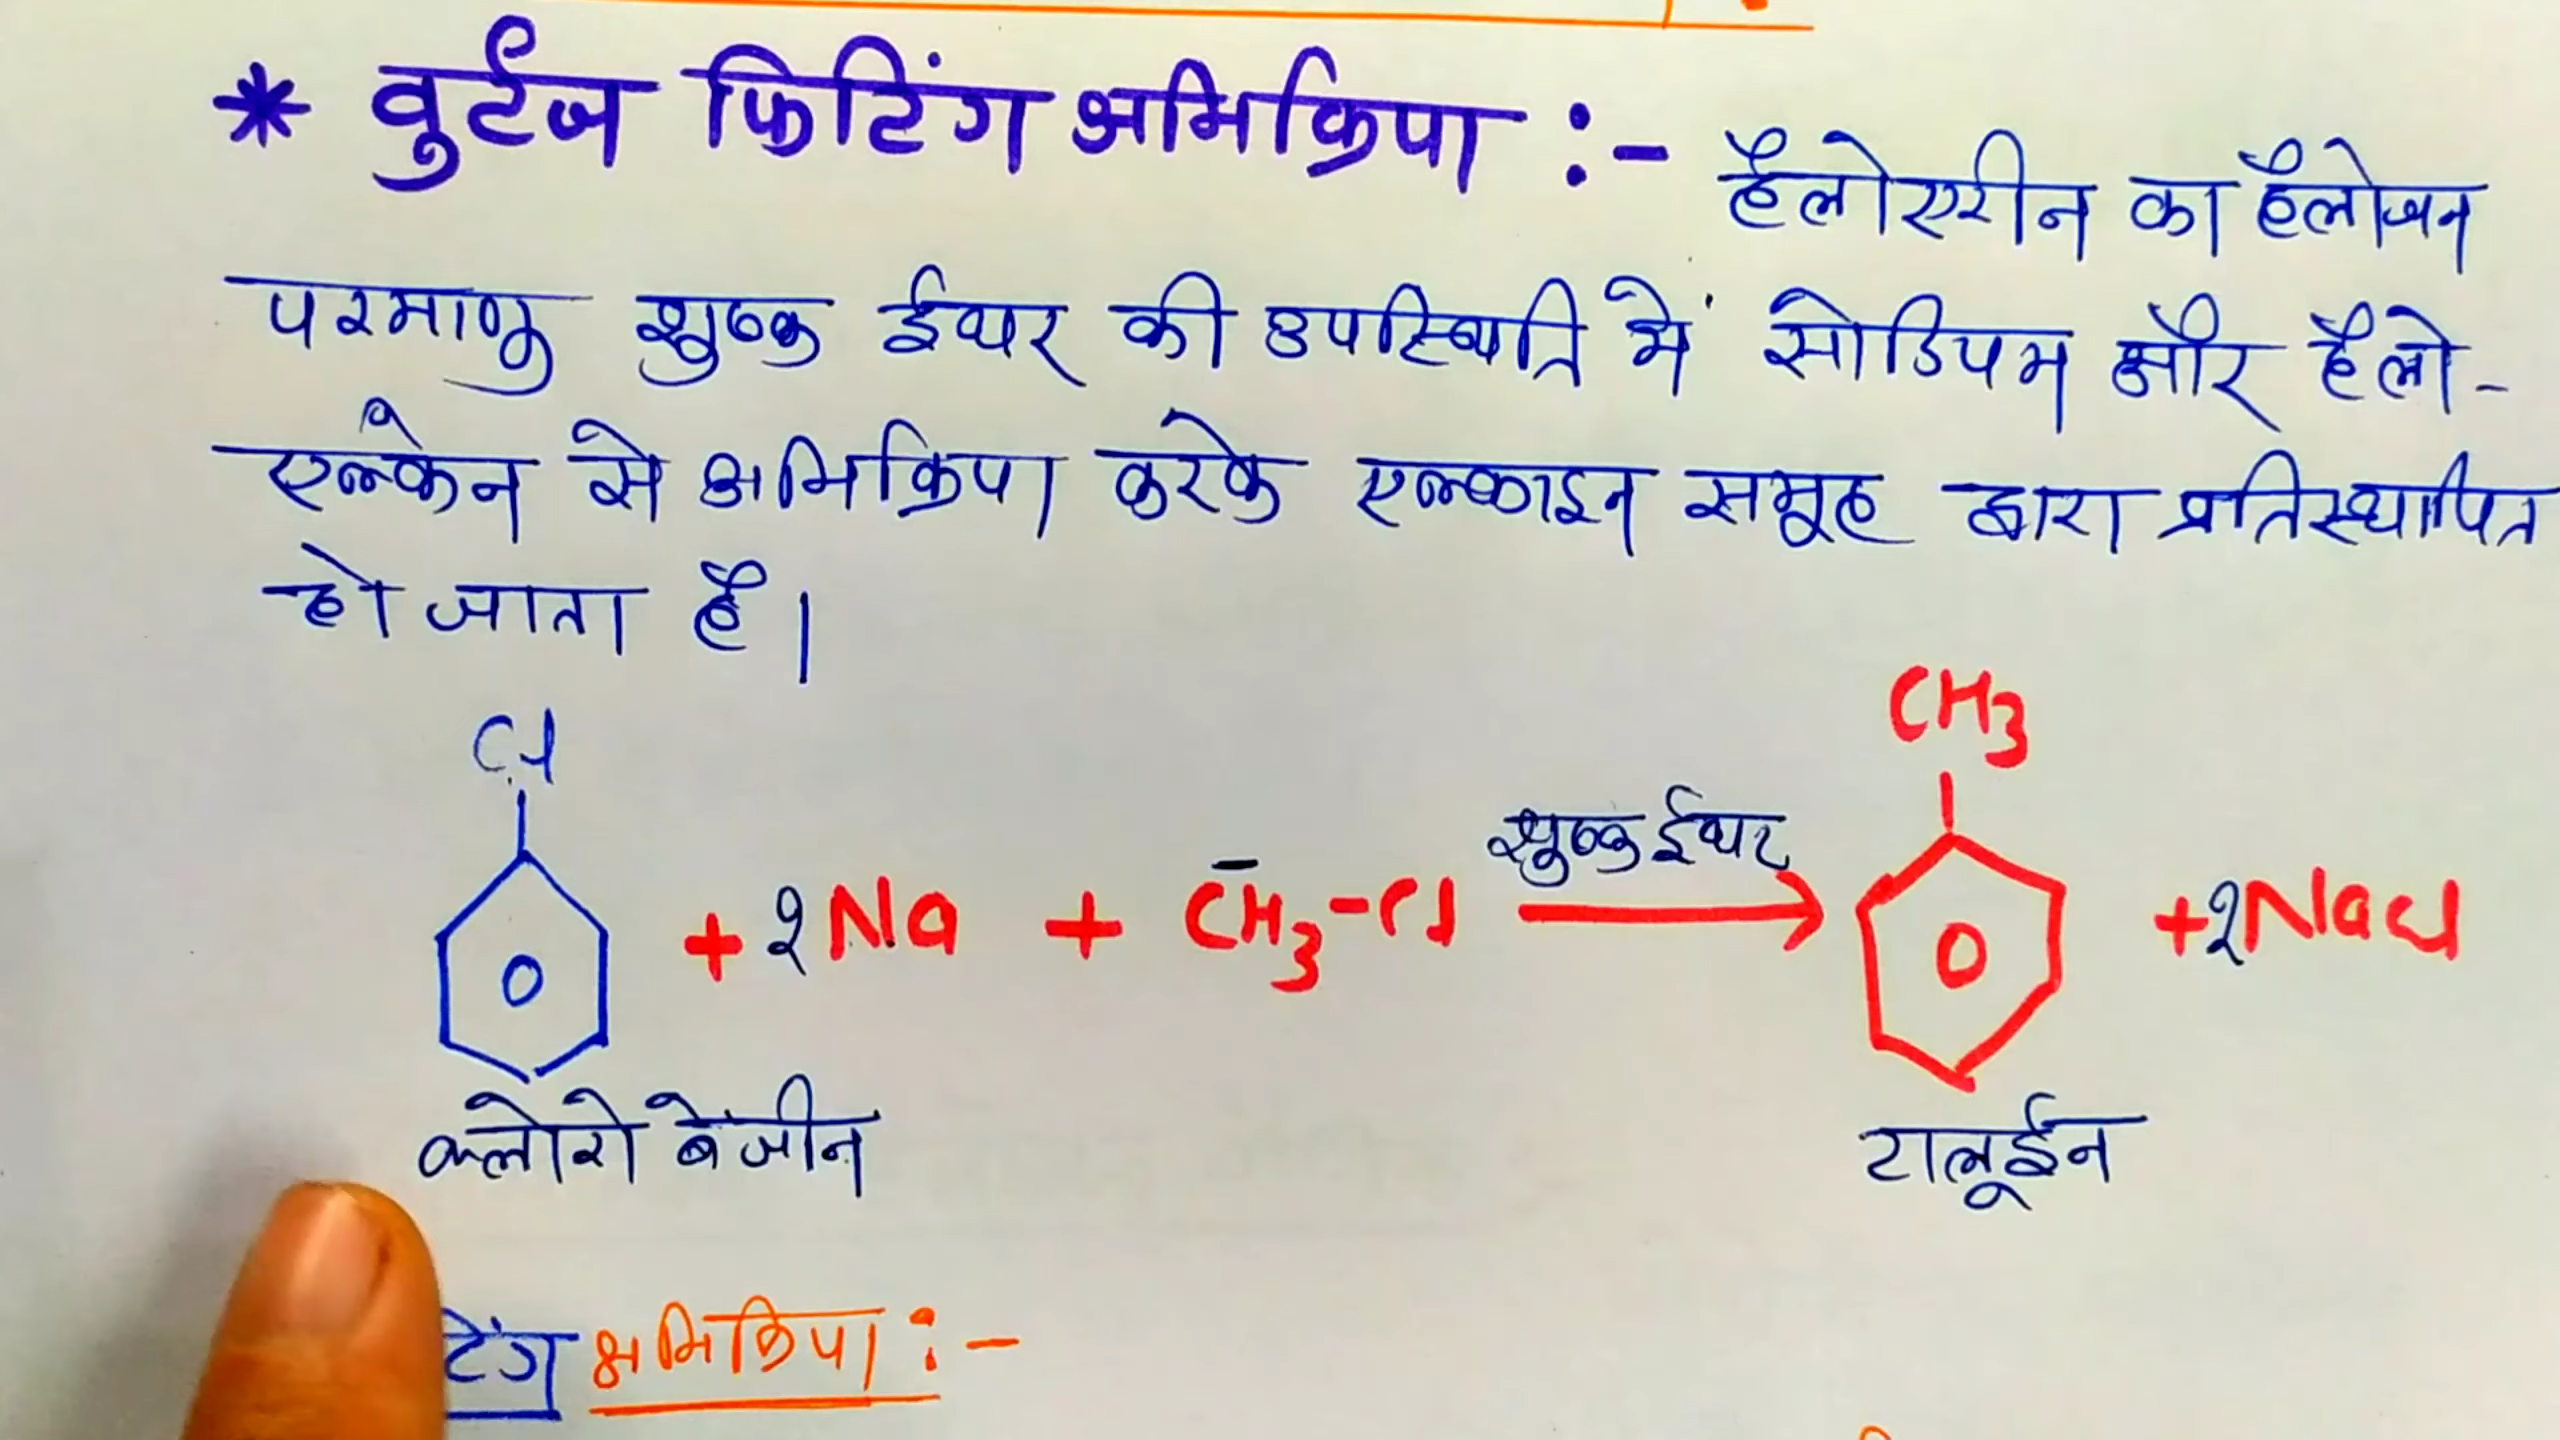 * वुर्टज फिटिंग अभिक्रिया :- हैलोएरीन का हैलोजन
परमाणु शुष्क ईथर की उपस्थिति में सोडियम और हैलो-
एल्केन से अभिक्रिया करके एल्काइन समूह द्वारा प्रतिस्थापित
हो जाता है।
Cl
CH3
+ 2Na + CH3-Cl
शुष्क ईथर
+2NaCl
क्लोरो बेंजीन
टालूईन
टिंग अभिक्रिया :-